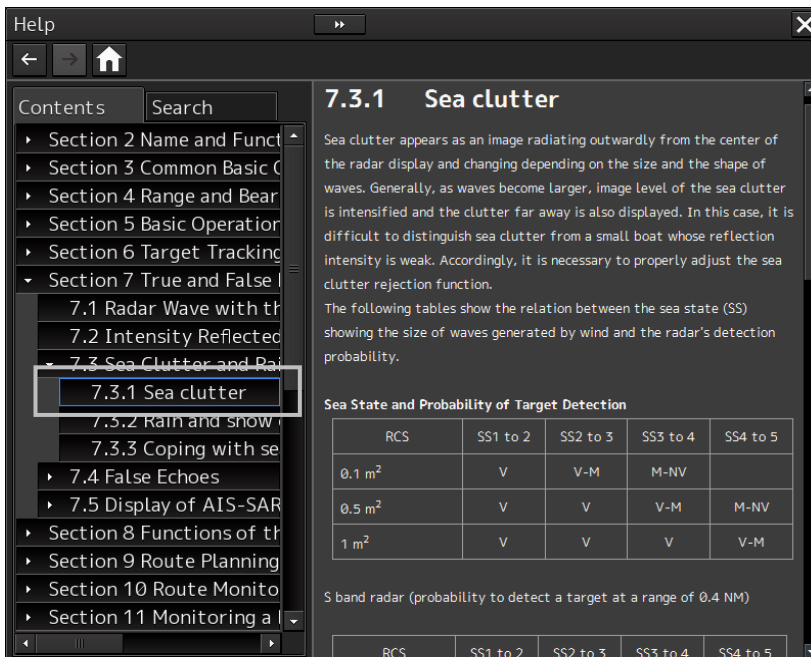 Help
Contents
Search
Section 2 Name and Funct
Section 3 Common Basic
Section 4 Range and Bear
Section 5 Basic Operation
Section 6 Target Tracking
Section 7 True and False
7.1 Radar Wave with th
7.2 Intensity Reflected
7.3 Sea Clutter and Rai
7.3.1 Sea clutter
7.3.2 Rain and show
7.3.3 Coping with se
7.4 False Echoes
7.5 Display of AIS-SAR
Section 8 Functions of th
Section 9 Route Planning
Section 10 Route Monito
Section 11 Monitoring a
7.3.1 Sea clutter
Sea clutter appears as an image radiating outwardly from the center of
the radar display and changing depending on the size and the shape of
waves. Generally, as waves become larger, image level of the sea clutter
is intensified and the clutter far away is also displayed. In this case, it is
difficult to distinguish sea clutter from a small boat whose reflection
intensity is weak. Accordingly, it is necessary to properly adjust the sea
clutter rejection function.
The following tables show the relation between the sea state (SS)
showing the size of waves generated by wind and the radar's detection
probability.
Sea State and Probability of Target Detection
RCS SS1 to 2 SS2 to 3 SS3 to 4 SS4 to 5
0.1 m² V V-M M-NV
0.5 m² V V V-M M-NV
1 m² V V V V-M
S band radar (probability to detect a target at a range of 0.4 NM)
RCS SS1 to 2 SS2 to 3 SS3 to 4 SS4 to 5